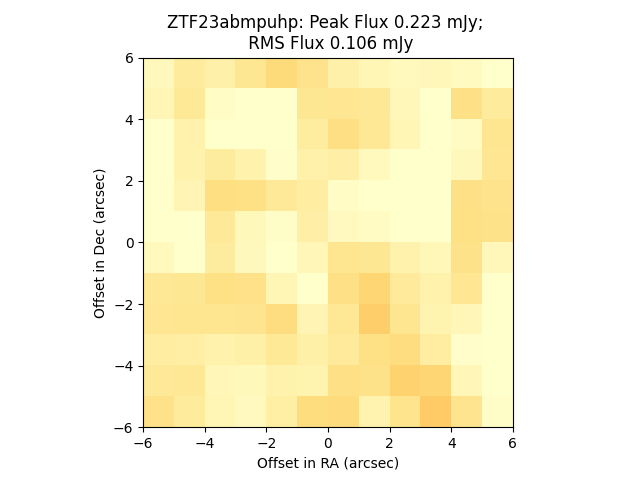 ZTF23abmpuhp: Peak Flux 0.223 mJy;
RMS Flux 0.106 mJy
6
4
2
0
−2
−4
−6
Offset in Dec (arcsec)
−6 −4 −2 0 2 4 6
Offset in RA (arcsec)